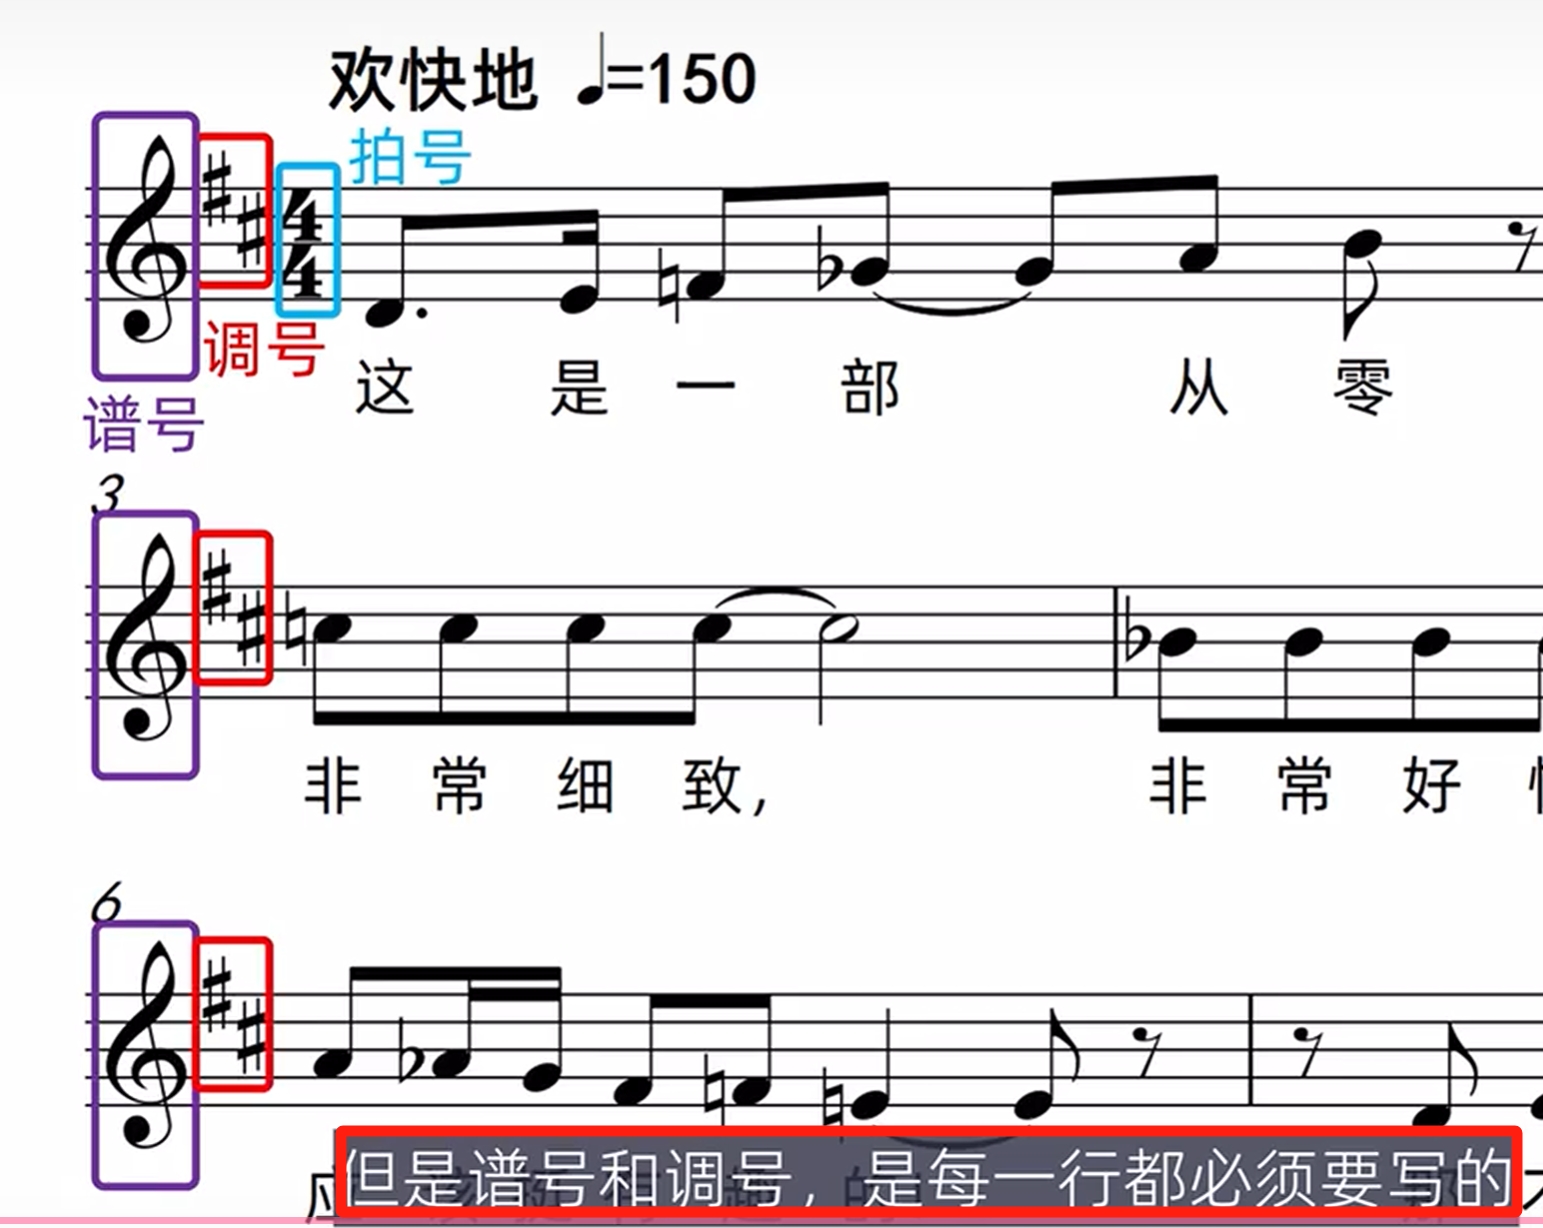 欢快地 ♩=150
拍号
4
4
调号
这 是 一 部 从 零
谱号
3
非 常 细 致, 非 常 好
6
但是谱号和调号，是每一行都必须要写的